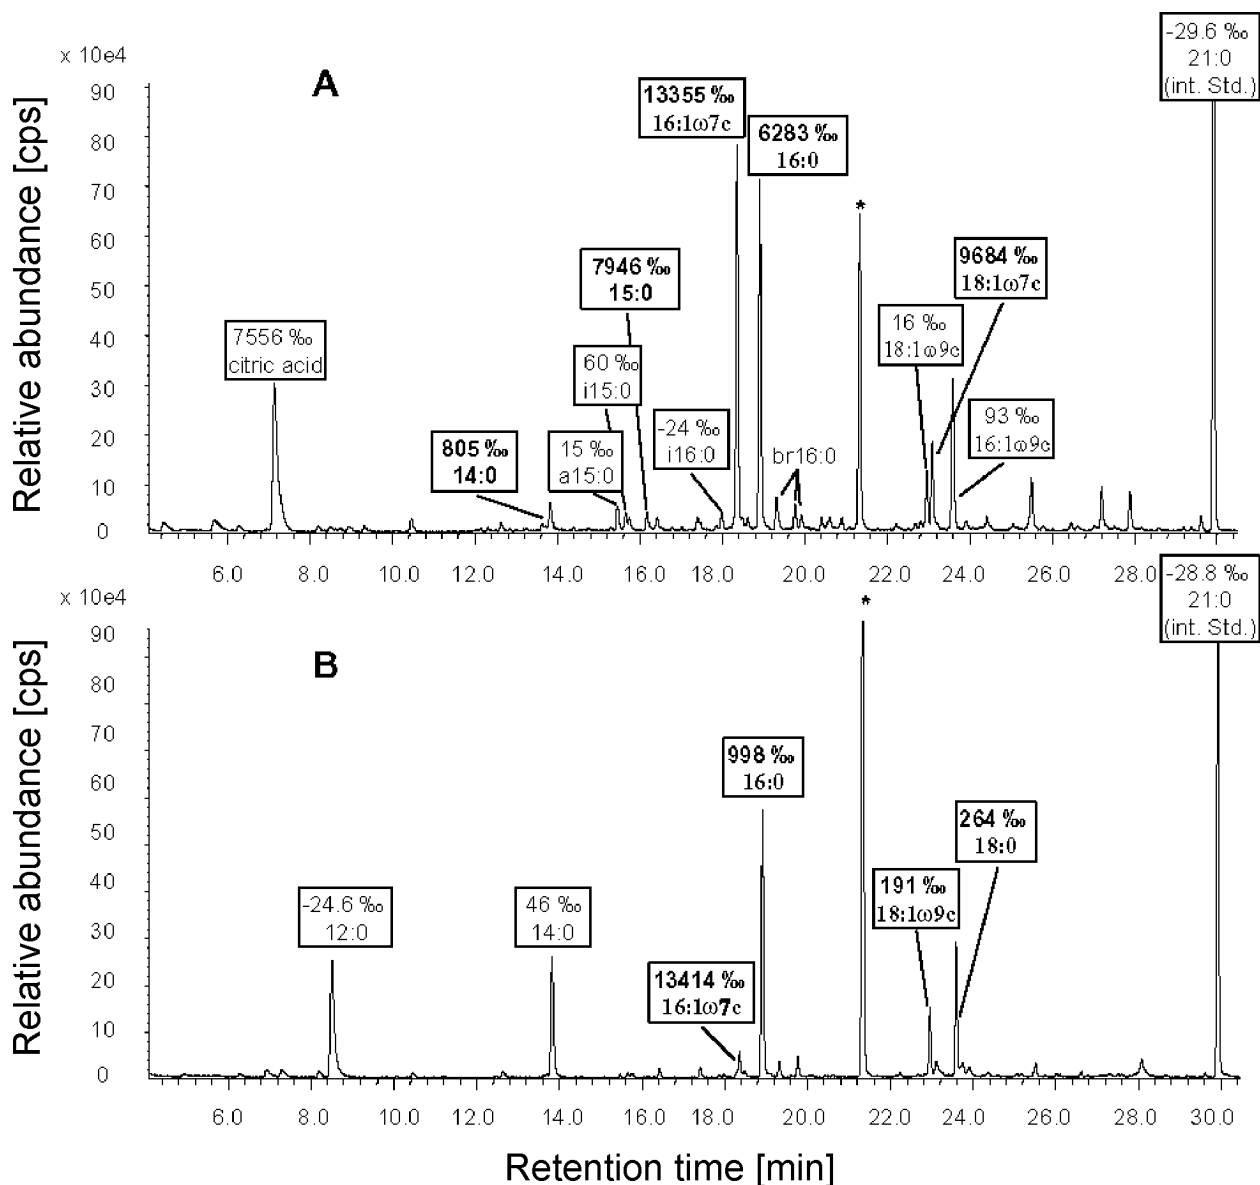 x 10e4
A
-29.6 ‰
21:0
(int. Std.)
Relative abundance [cps]
90
80
70
60
50
40
30
20
10
0
13355 ‰
16:1ω7c
6283 ‰
16:0
*
7946 ‰
15:0
9684 ‰
18:1ω7c
7556 ‰
citric acid
60 ‰
i15:0
16 ‰
18:1ω9c
805 ‰
14:0
15 ‰
a15:0
-24 ‰
i16:0
br16:0
93 ‰
16:1ω9c
6.0 8.0 10.0 12.0 14.0 16.0 18.0 20.0 22.0 24.0 26.0 28.0
x 10e4
B
*
-28.8 ‰
21:0
(int. Std.)
Relative abundance [cps]
90
80
70
60
50
40
30
20
10
0
998 ‰
16:0
264 ‰
18:0
-24.6 ‰
12:0
46 ‰
14:0
191 ‰
18:1ω9c
13414 ‰
16:1ω7c
6.0 8.0 10.0 12.0 14.0 16.0 18.0 20.0 22.0 24.0 26.0 28.0 30.0
Retention time [min]